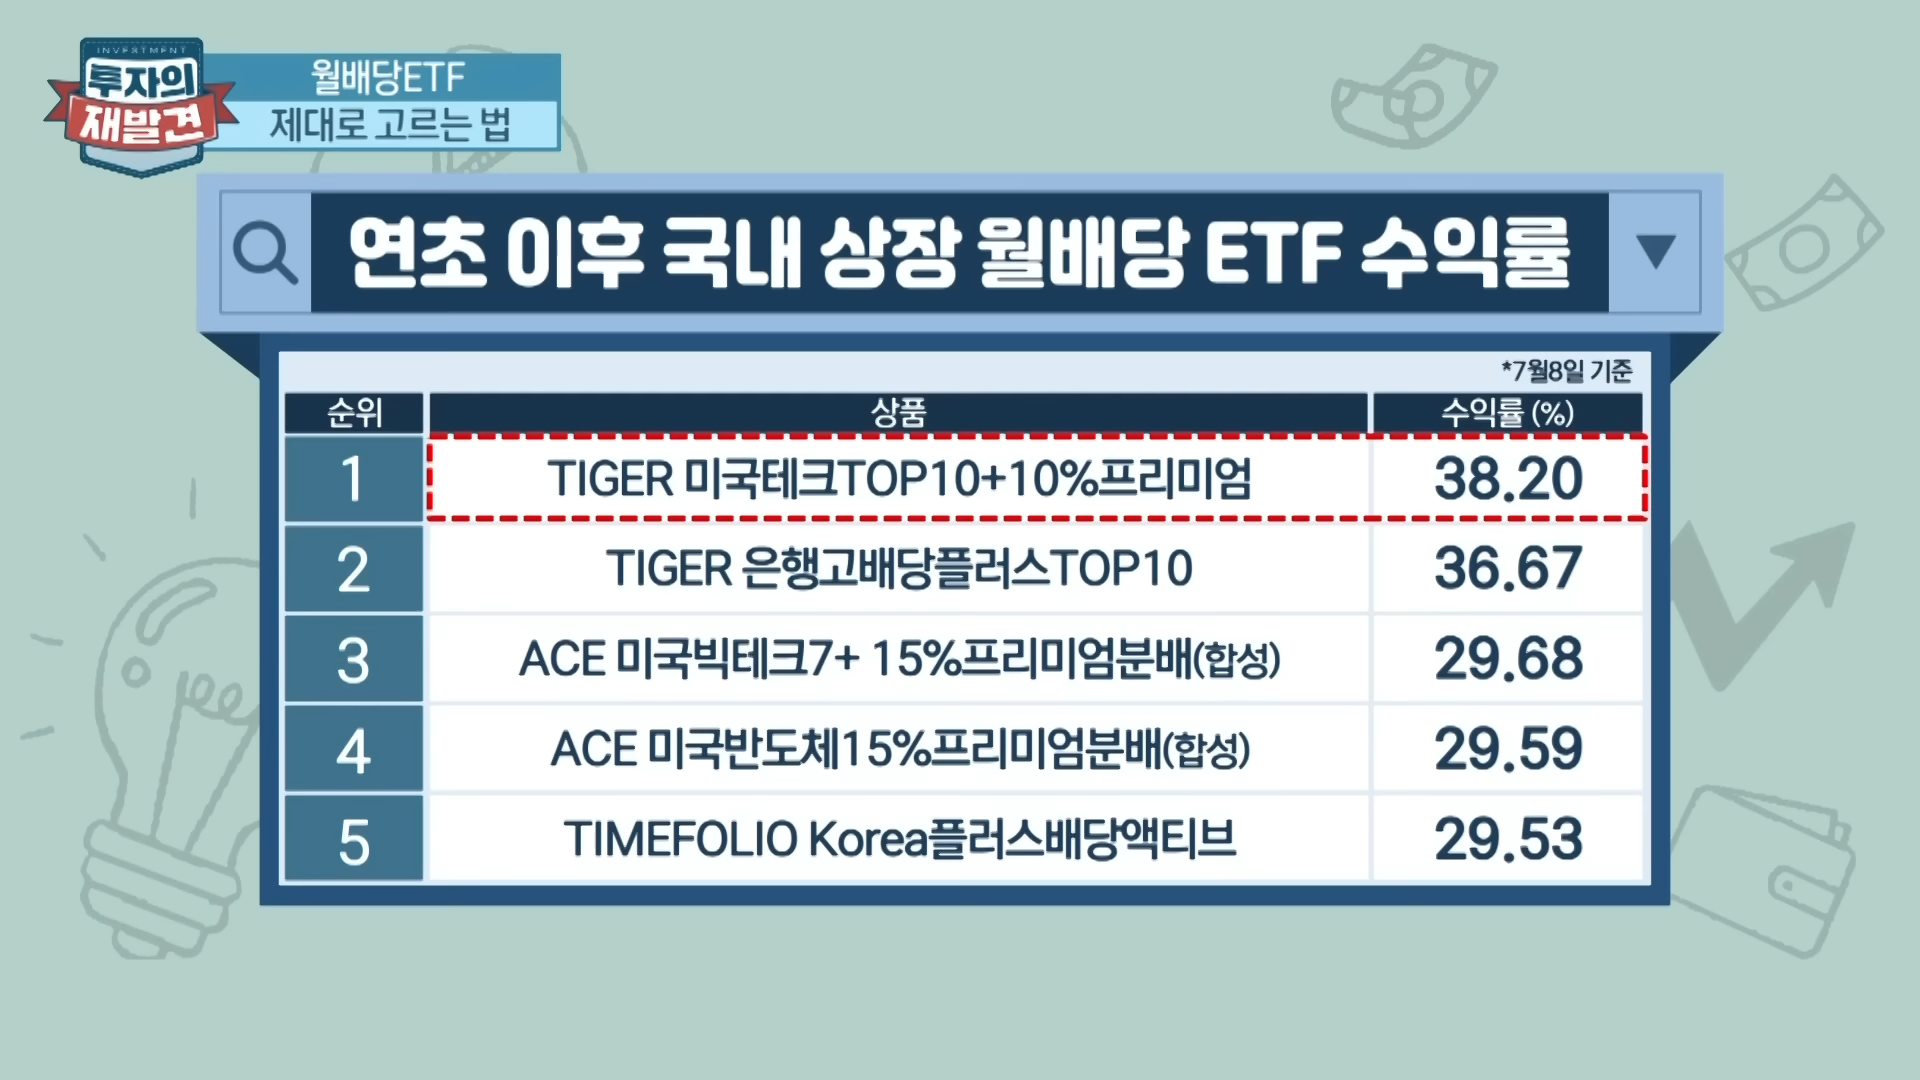 INVESTMENT
투자의
재발견
월배당ETF
제대로 고르는 법
연초 이후 국내 상장 월배당 ETF 수익률
*7월8일 기준
순위 상품 수익률 (%)
1 TIGER 미국테크TOP10+10%프리미엄 38.20
2 TIGER 은행고배당플러스TOP10 36.67
3 ACE 미국빅테크7+ 15%프리미엄분배(합성) 29.68
4 ACE 미국반도체15%프리미엄분배(합성) 29.59
5 TIMEFOLIO Korea플러스배당액티브 29.53